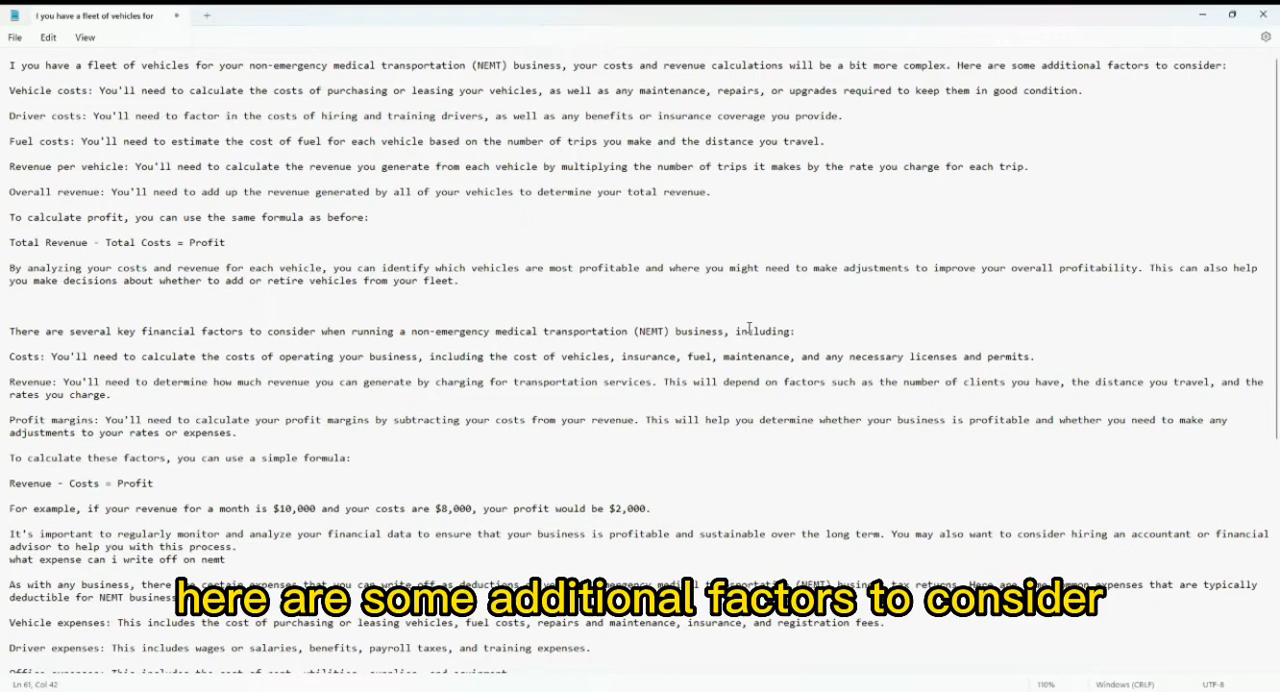 I you have a fleet of vehicles for
File Edit View
I you have a fleet of vehicles for your non-emergency medical transportation (NEMT) business, your costs and revenue calculations will be a bit more complex. Here are some additional factors to consider:
Vehicle costs: You'll need to calculate the costs of purchasing or leasing your vehicles, as well as any maintenance, repairs, or upgrades required to keep them in good condition.
Driver costs: You'll need to factor in the costs of hiring and training drivers, as well as any benefits or insurance coverage you provide.
Fuel costs: You'll need to estimate the cost of fuel for each vehicle based on the number of trips you make and the distance you travel.
Revenue per vehicle: You'll need to calculate the revenue you generate from each vehicle by multiplying the number of trips it makes by the rate you charge for each trip.
Overall revenue: You'll need to add up the revenue generated by all of your vehicles to determine your total revenue.
To calculate profit, you can use the same formula as before:
Total Revenue - Total Costs = Profit
By analyzing your costs and revenue for each vehicle, you can identify which vehicles are most profitable and where you might need to make adjustments to improve your overall profitability. This can also help
you make decisions about whether to add or retire vehicles from your fleet.
There are several key financial factors to consider when running a non-emergency medical transportation (NEMT) business, including:
Costs: You'll need to calculate the costs of operating your business, including the cost of vehicles, insurance, fuel, maintenance, and any necessary licenses and permits.
Revenue: You'll need to determine how much revenue you can generate by charging for transportation services. This will depend on factors such as the number of clients you have, the distance you travel, and the
rates you charge.
Profit margins: You'll need to calculate your profit margins by subtracting your costs from your revenue. This will help you determine whether your business is profitable and whether you need to make any
adjustments to your rates or expenses.
To calculate these factors, you can use a simple formula:
Revenue - Costs = Profit
For example, if your revenue for a month is $10,000 and your costs are $8,000, your profit would be $2,000.
It's important to regularly monitor and analyze your financial data to ensure that your business is profitable and sustainable over the long term. You may also want to consider hiring an accountant or financial
advisor to help you with this process.
what expense can i write off on nemt
As with any business, there expenses that are typically
deductible for NEMT business
here are some additional factors to consider
Vehicle expenses: This includes the cost of purchasing or leasing vehicles, fuel costs, repairs and maintenance, insurance, and registration fees.
Driver expenses: This includes wages or salaries, benefits, payroll taxes, and training expenses.
Ln 61, Col 42 110% Windows (CRLF) UTF-8